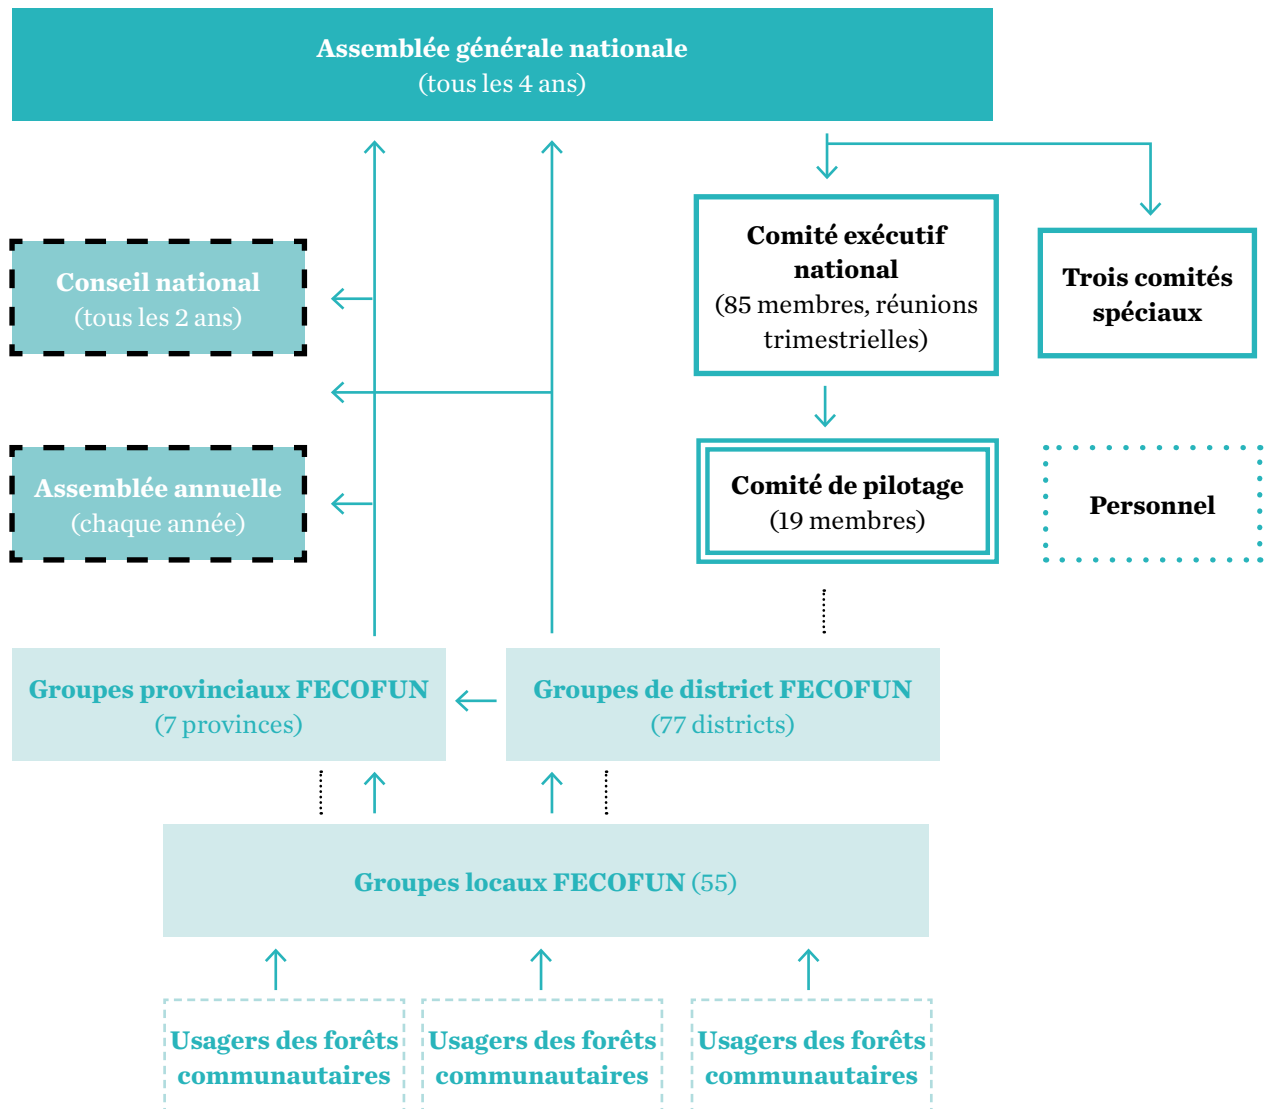 Assemblée générale nationale
(tous les 4 ans)
Conseil national
(tous les 2 ans)
Comité exécutif
national
(85 membres, réunions
trimestrielles)
Trois comités
spéciaux
Assemblée annuelle
(chaque année)
Comité de pilotage
(19 membres)
Personnel
Groupes provinciaux FECOFUN
(7 provinces)
Groupes de district FECOFUN
(77 districts)
Groupes locaux FECOFUN (55)
Usagers des forêts
communautaires
Usagers des forêts
communautaires
Usagers des forêts
communautaires